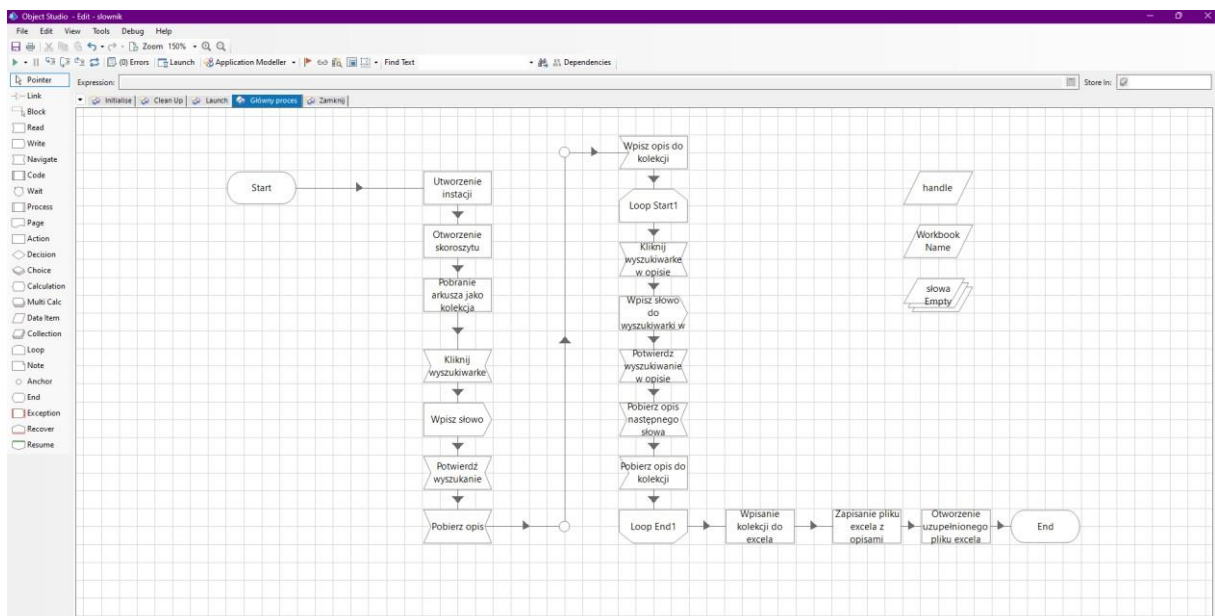 Object Studio - Edit - slownik
File Edit View Tools Debug Help
Zoom 150%
(0) Errors Launch Application Modeller Find Text Dependencies
Pointer
Expression:
Store In:
Initialise Clean Up Launch Główny proces Zamknij
Link
Block
Read
Write
Navigate
Code
Wait
Process
Page
Action
Decision
Choice
Calculation
Multi Calc
Data Item
Collection
Loop
Note
Anchor
End
Exception
Recover
Resume
Start
Utworzenie
instacji
Otworzenie
skoroszytu
Pobranie
arkusza jako
kolekcja
Kliknij
wyszukiwarke
Wpisz słowo
Potwierdź
wyszukanie
Pobierz opis
Wpisz opis do
kolekcji
Loop Start1
Kliknij
wyszukiwarke
w opisie
Wpisz słowo
do
wyszukiwarki w
Potwierdz
wyszukiwanie
w opisie
Pobierz opis
następnego
słowa
Pobierz opis do
kolekcji
Loop End1
Wpisanie
kolekcji do
excela
Zapisanie pliku
excela z
opisami
Otworzenie
uzupełnionego
pliku excela
End
handle
Workbook
Name
słowa
Empty